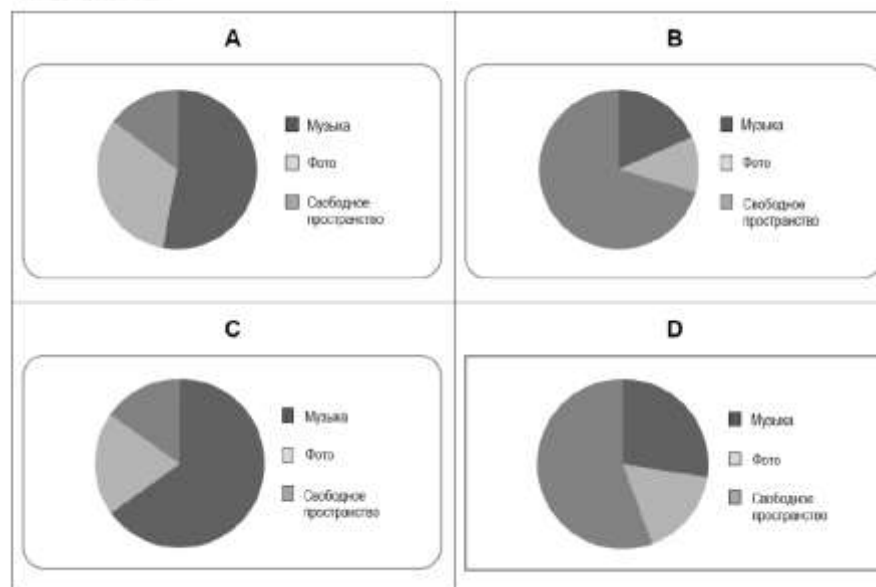 A
Музыка
Фото
Свободное
пространство
B
Музыка
Фото
Свободное
пространство
C
Музыка
Фото
Свободное
пространство
D
Музыка
Фото
Свободное
пространство